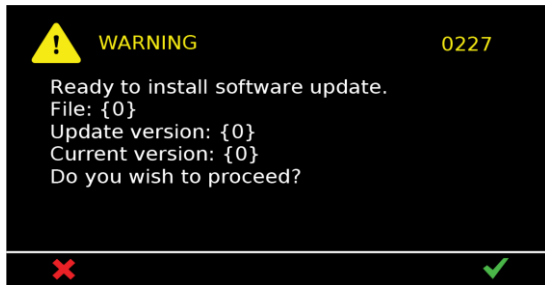 WARNING 0227
Ready to install software update.
File: {0}
Update version: {0}
Current version: {0}
Do you wish to proceed?